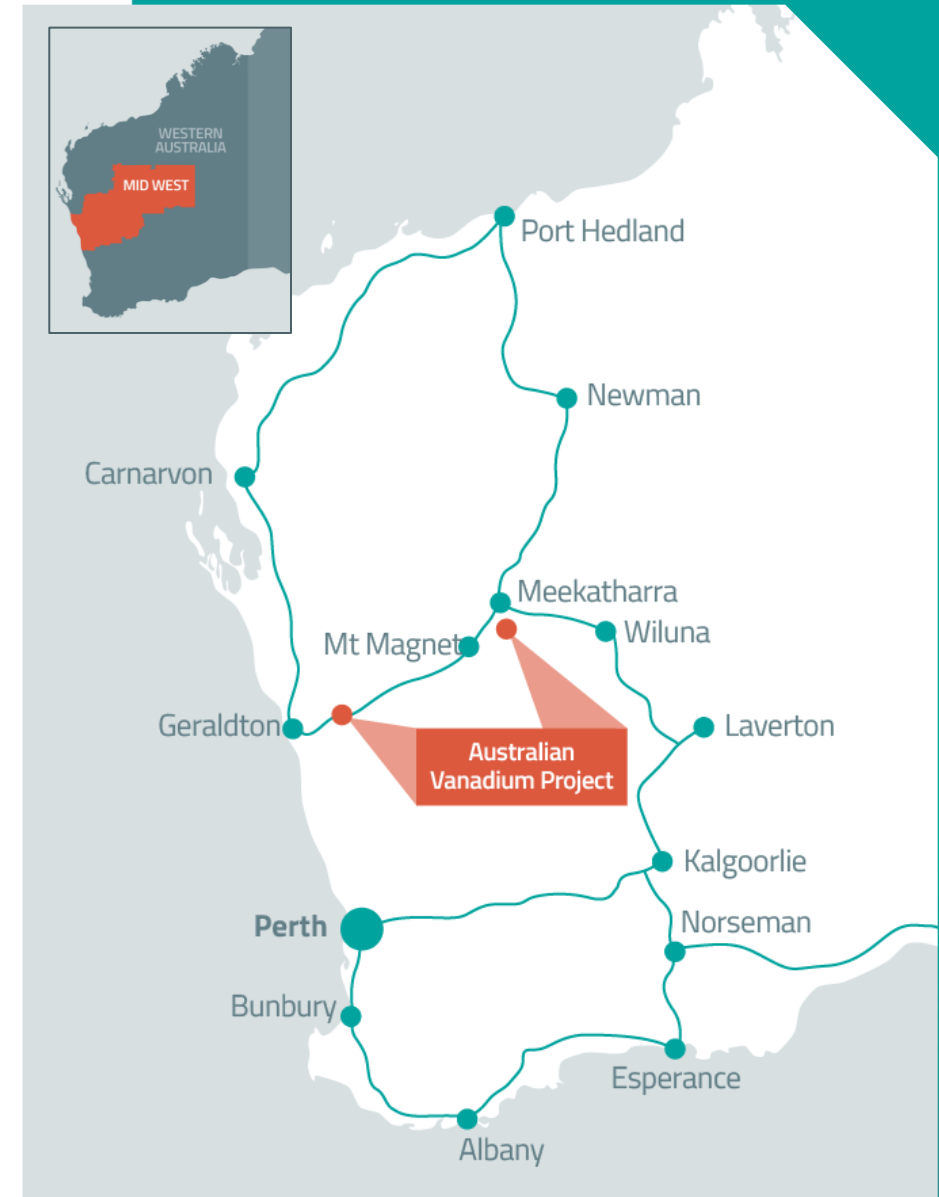 WESTERN
AUSTRALIA
MID WEST
Port Hedland
Newman
Carnarvon
Meekatharra
Wiluna
Mt Magnet
Geraldton
Laverton
Australian
Vanadium Project
Kalgoorlie
Norseman
Perth
Bunbury
Esperance
Albany